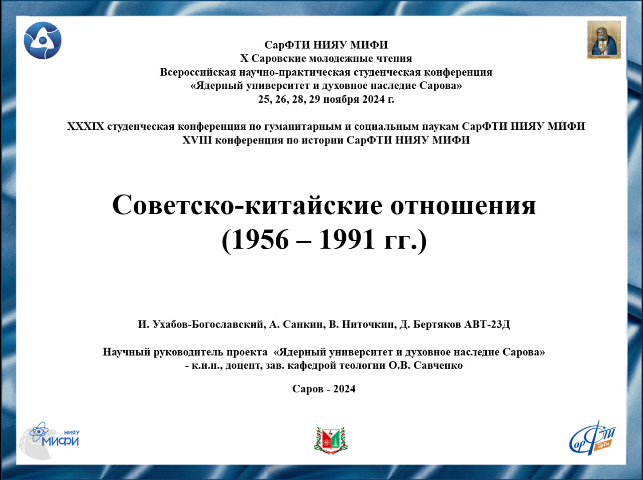 СарФТИ НИЯУ МИФИ
X Саровские молодежные чтения
Всероссийская научно-практическая студенческая конференция
«Ядерный университет и духовное наследие Сарова»
25, 26, 28, 29 ноября 2024 г.
XXXIX студенческая конференция по гуманитарным и социальным наукам СарФТИ НИЯУ МИФИ
XVIII конференция по истории СарФТИ НИЯУ МИФИ
Советско-китайские отношения
(1956 – 1991 гг.)
И. Ухабов-Богославский, А. Санкин, В. Ниточкин, Д. Бертяков АВТ-23Д
Научный руководитель проекта «Ядерный университет и духовное наследие Сарова»
- к.и.н., доцент, зав. кафедрой теологии О.В. Савченко
Саров - 2024
НИЯУ
МИФИ
СарФТИ